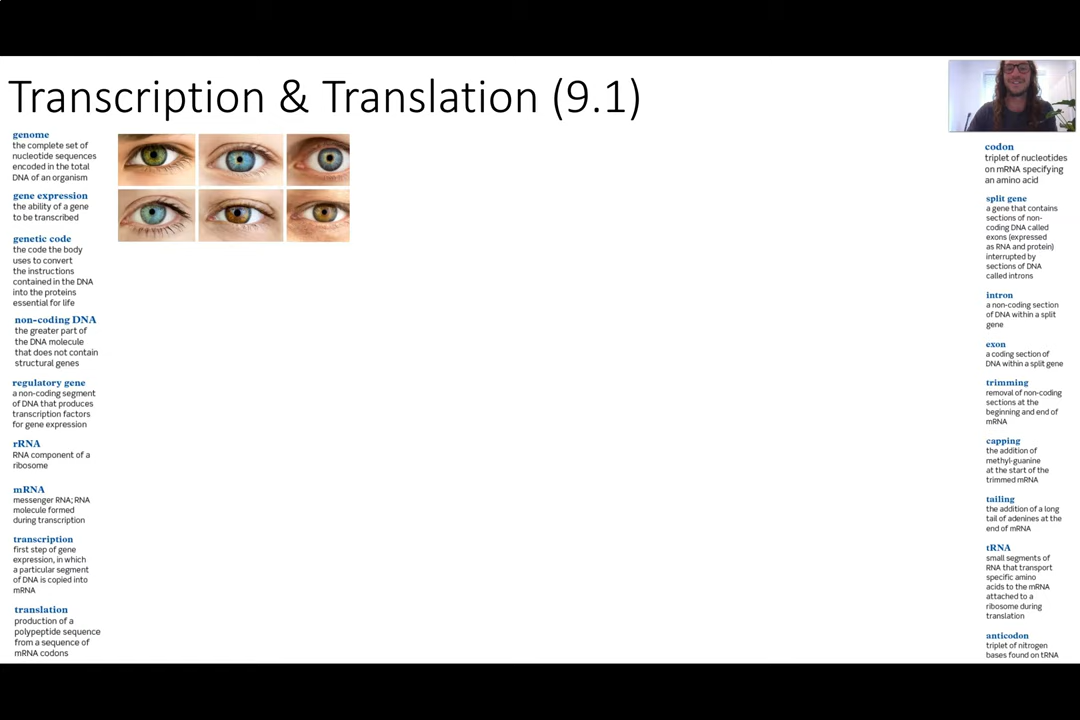 Transcription & Translation (9.1)
genome
the complete set of
nucleotide sequences
encoded in the total
DNA of an organism
gene expression
the ability of a gene
to be transcribed
genetic code
the code the body
uses to convert
the instructions
contained in the DNA
into the proteins
essential for life
non-coding DNA
the greater part of
the DNA molecule
that does not contain
structural genes
regulatory gene
a non-coding segment
of DNA that produces
transcription factors
for gene expression
rRNA
RNA component of a
ribosome
mRNA
messenger RNA; RNA
molecule formed
during transcription
transcription
first step of gene
expression, in which
a particular segment
of DNA is copied into
mRNA
translation
production of a
polypeptide sequence
from a sequence of
mRNA codons
codon
triplet of nucleotides
on mRNA specifying
an amino acid
split gene
a gene that contains
sections of non-
coding DNA called
exons (expressed
as RNA and protein)
interrupted by
sections of DNA
called introns
intron
a non-coding section
of DNA within a split
gene
exon
a coding section of
DNA within a split gene
trimming
removal of non-coding
sections at the
beginning and end of
mRNA
capping
the addition of
methyl-guanine
at the start of the
trimmed mRNA
tailing
the addition of a long
tail of adenines at the
end of mRNA
tRNA
small segments of
RNA that transport
specific amino
acids to the mRNA
attached to a
ribosome during
translation
anticodon
triplet of nitrogen
bases found on tRNA